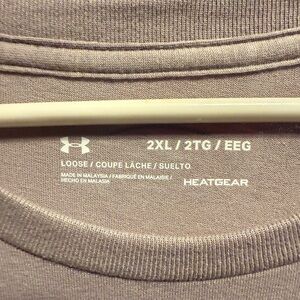 2XL / 2TG / EEG
LOOSE / COUPE LÂCHE / SUELTO
MADE IN MALAYSIA / FABRIQUÉ EN MALAISIE /
HECHO EN MALASIA
HEATGEAR